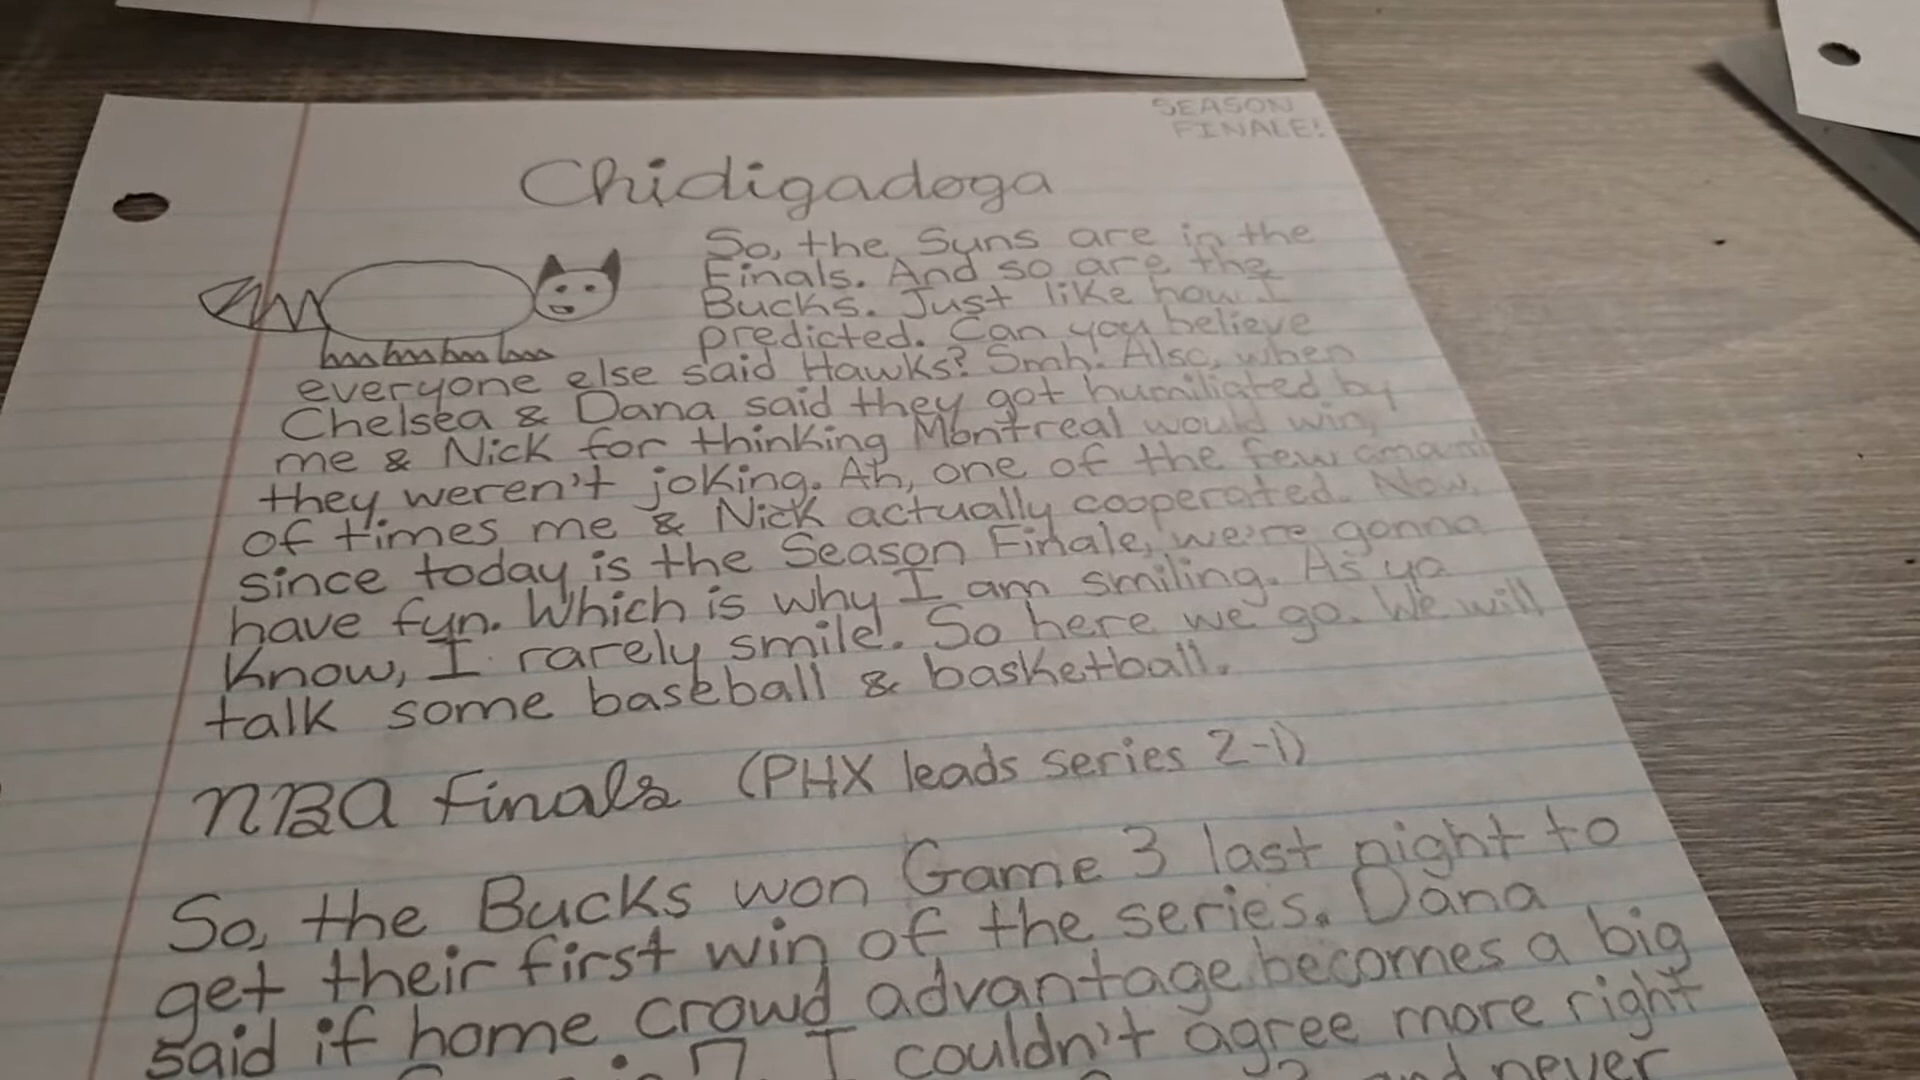 SEASON
FINALE!
Chidigadoga
So, the Suns are in the
Finals. And so are the
Bucks. Just like how I
predicted. Can you believe
everyone else said Hawks? Smh! Also, when
Chelsea & Dana said they got humiliated by
me & Nick for thinking Montreal would win,
they weren't joking. Ah, one of the few amount
of times me & Nick actually cooperated. Now,
since today is the Season Finale, we're gonna
have fun. Which is why I am smiling. As ya
know, I rarely smile. So here we go. We will
talk some baseball & basketball.
NBA Finals (PHX leads series 2-1)
So, the Bucks won Game 3 last night to
get their first win of the series. Dana
said if home crowd advantage becomes a big
7. I couldn't agree more right
and never